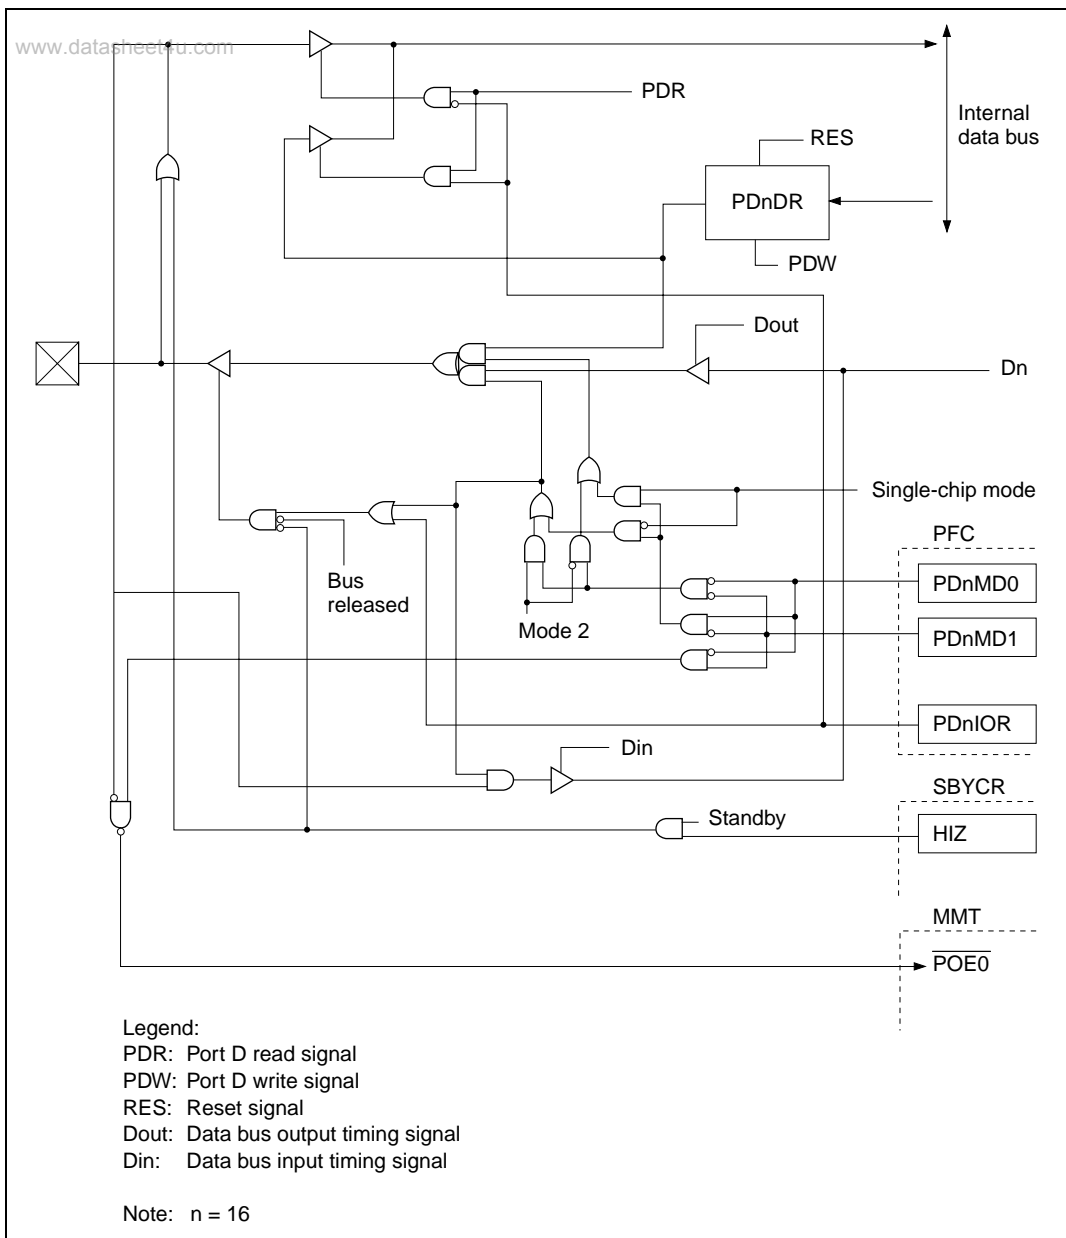 www.datasheet4u.com
PDR
Internal
data bus
RES
PDnDR
PDW
Dout
Dn
Single-chip mode
PFC
Bus
released
PDnMD0
Mode 2
PDnMD1
PDnIOR
Din
SBYCR
Standby
HIZ
MMT
POE0
Legend:
PDR: Port D read signal
PDW: Port D write signal
RES: Reset signal
Dout: Data bus output timing signal
Din: Data bus input timing signal
Note: n = 16